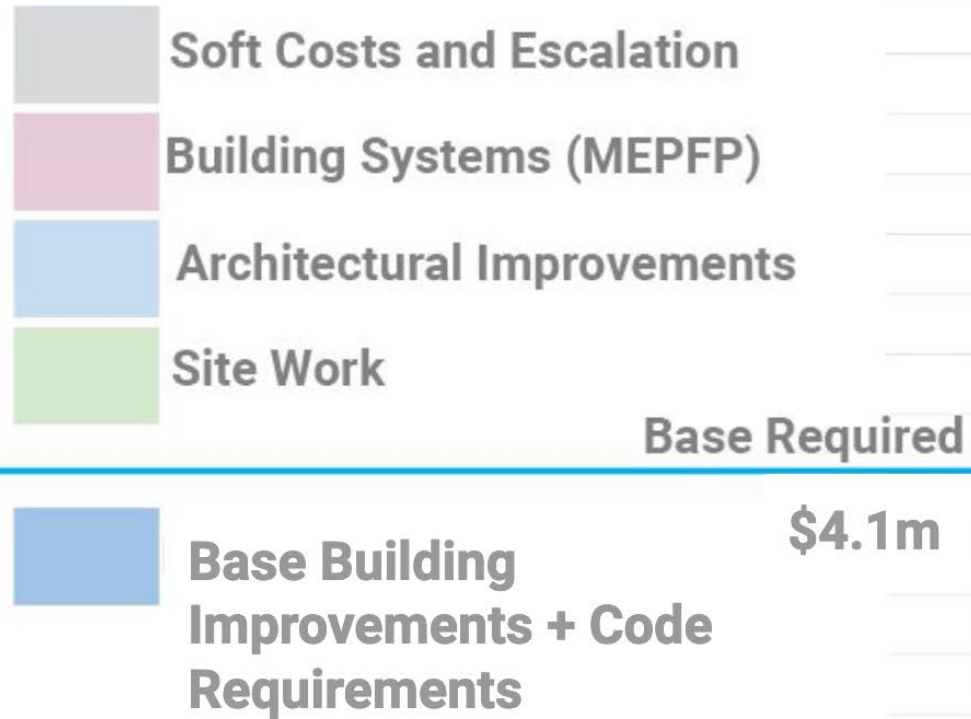 Soft Costs and Escalation
Building Systems (MEPFP)
Architectural Improvements
Site Work
Base Required
$4.1m
Base Building
Improvements + Code
Requirements